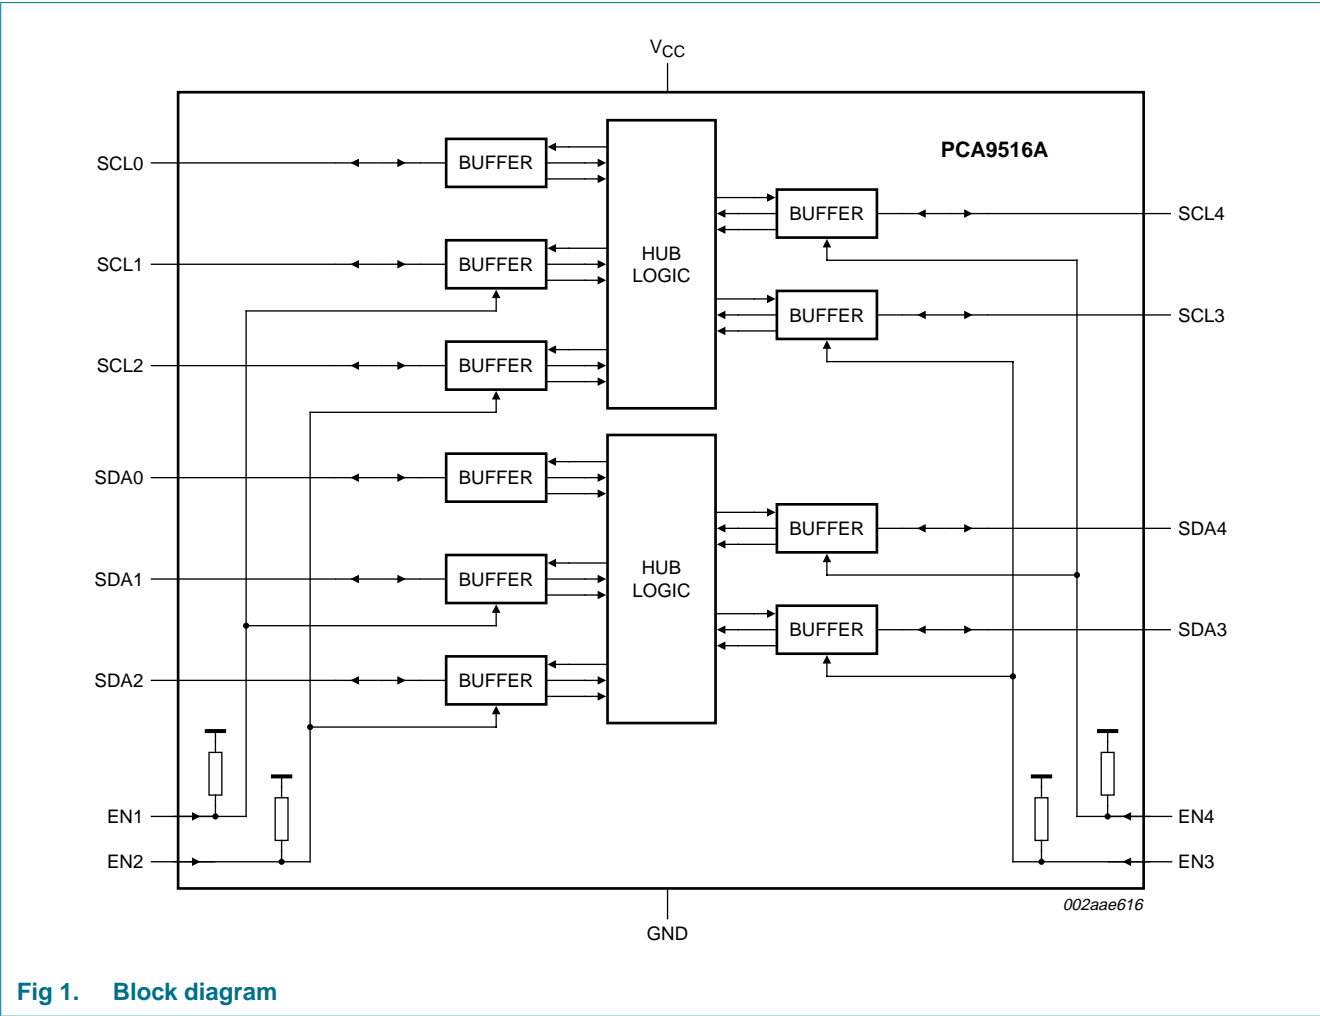 VCC
PCA9516A
SCL0
BUFFER
SCL1
BUFFER
SCL2
BUFFER
HUB
LOGIC
BUFFER
SCL4
BUFFER
SCL3
SDA0
BUFFER
SDA1
BUFFER
SDA2
BUFFER
HUB
LOGIC
BUFFER
SDA4
BUFFER
SDA3
EN1
EN2
EN4
EN3
002aae616
GND
Fig 1. Block diagram